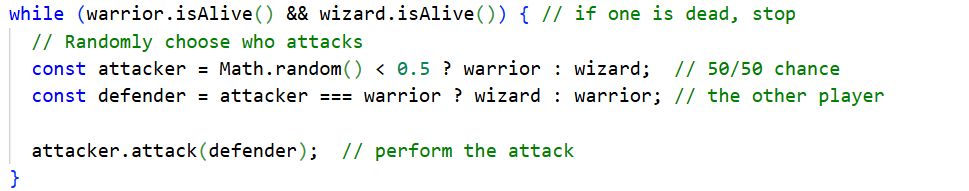 while (warrior.isAlive() && wizard.isAlive()) { // if one is dead, stop
// Randomly choose who attacks
const attacker = Math.random() < 0.5 ? warrior : wizard;  // 50/50 chance
const defender = attacker === warrior ? wizard : warrior; // the other player
attacker.attack(defender);  // perform the attack
}